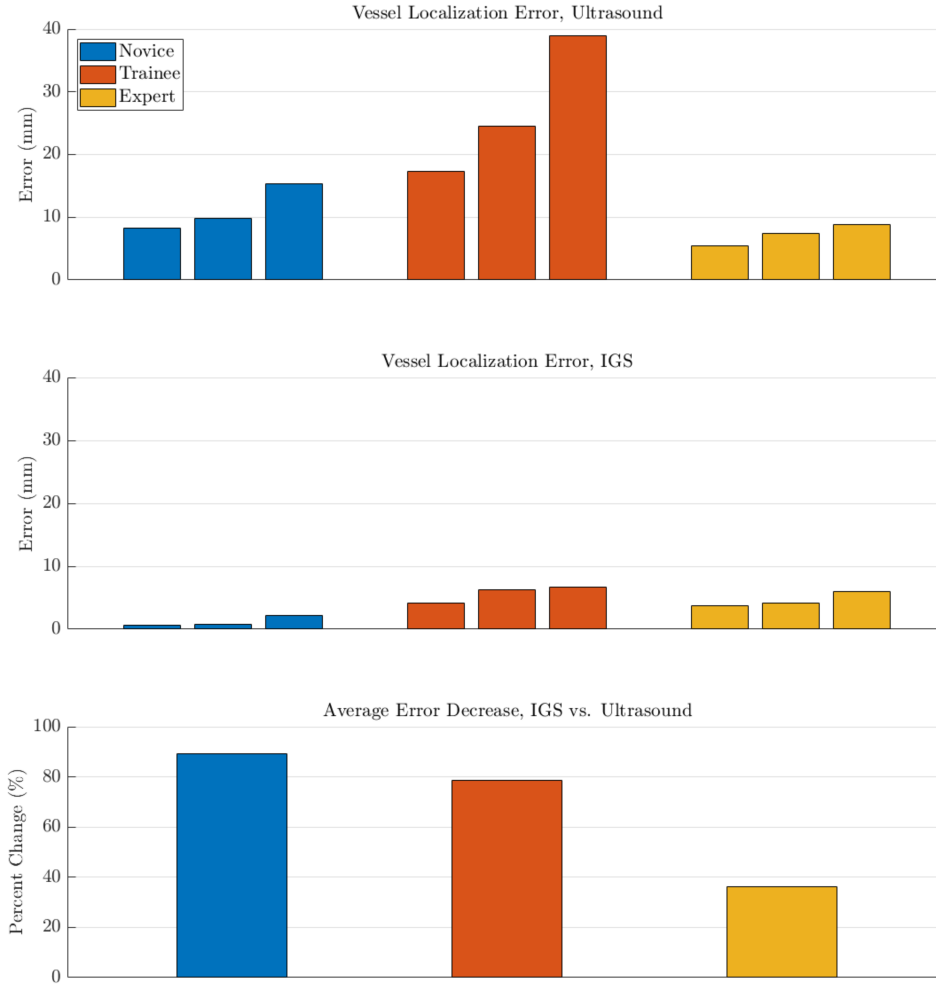 Vessel Localization Error, Ultrasound
40
30
20
10
0
Error (mm)
Novice
Trainee
Expert
Vessel Localization Error, IGS
40
30
20
10
0
Error (mm)
Average Error Decrease, IGS vs. Ultrasound
100
80
60
40
20
0
Percent Change (%)